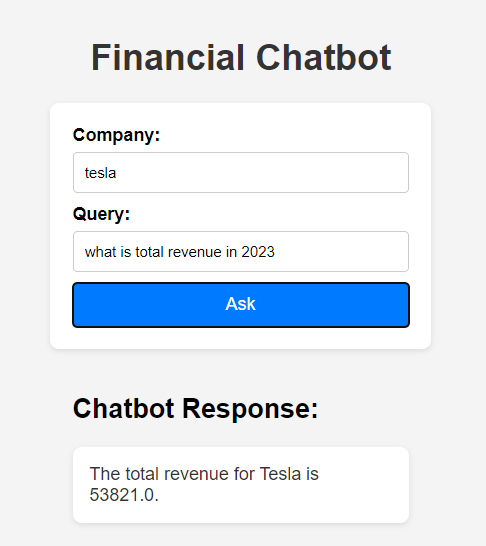 Financial Chatbot
Company:
tesla
Query:
what is total revenue in 2023
Ask
Chatbot Response:
The total revenue for Tesla is
53821.0.